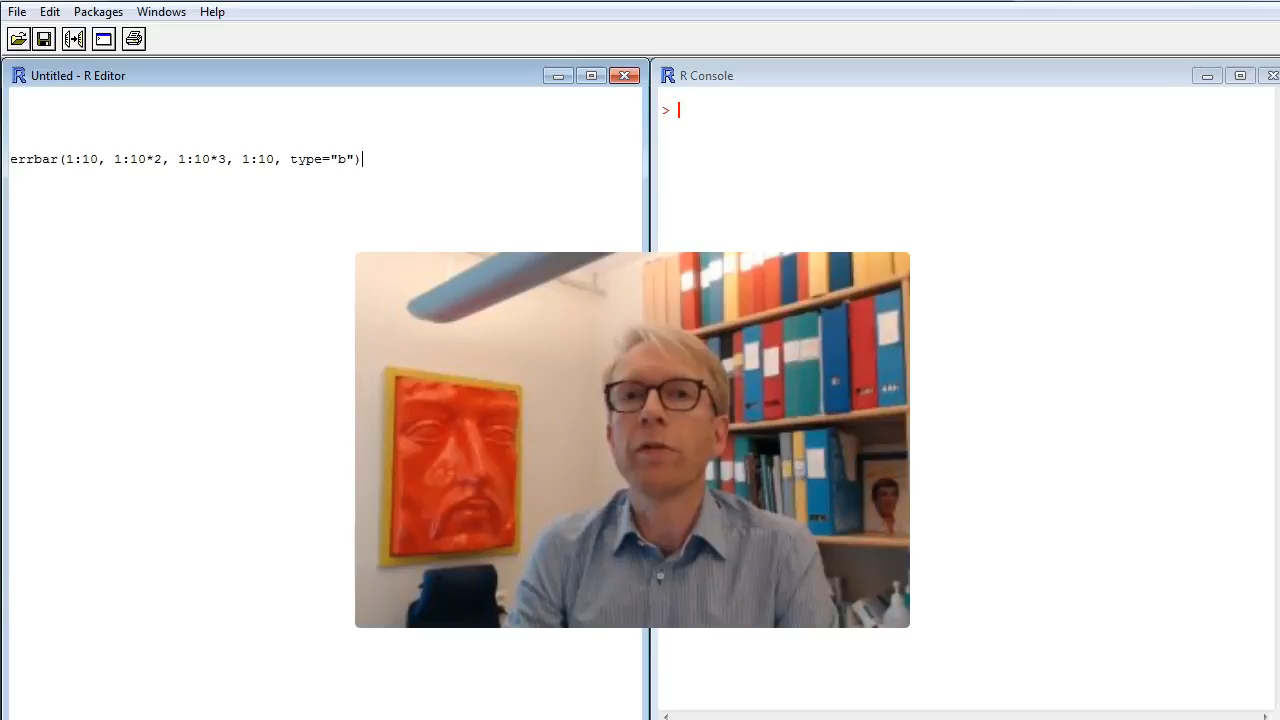 File Edit Packages Windows Help
Untitled - R Editor
errbar(1:10, 1:10*2, 1:10*3, 1:10, type="b")
R Console
>